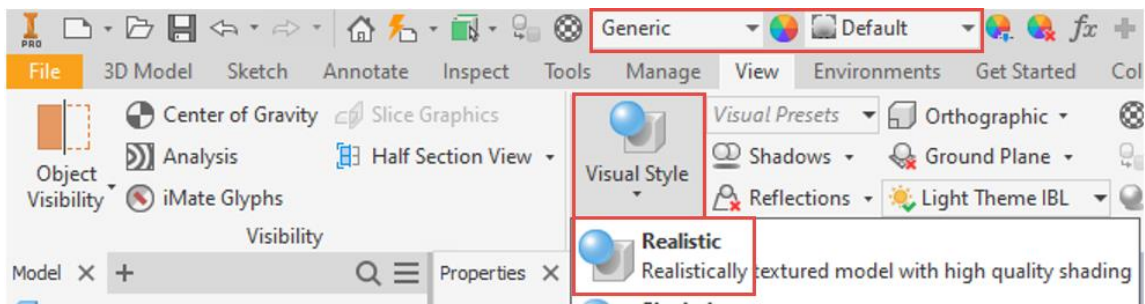 PRO
Generic
Default
fx
File 3D Model Sketch Annotate Inspect Tools Manage View Environments Get Started Col
Center of Gravity
Slice Graphics
Visual Presets
Orthographic
Object
Visibility
Analysis
Half Section View
Visual Style
Shadows
Ground Plane
iMate Glyphs
Reflections
Light Theme IBL
Visibility
Realistic
Realistically textured model with high quality shading
Model
Properties